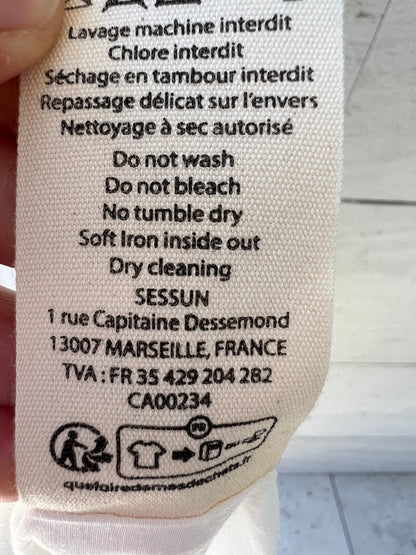 Lavage machine interdit
Chlore interdit
Séchage en tambour interdit
Repassage délicat sur l'envers
Nettoyage à sec autorisé
Do not wash
Do not bleach
No tumble dry
Soft Iron inside out
Dry cleaning
SESSUN
1 rue Capitaine Dessemond
13007 MARSEILLE, FRANCE
TVA : FR 35 429 204 282
CA00234
FR
quefairedemesdechets.fr